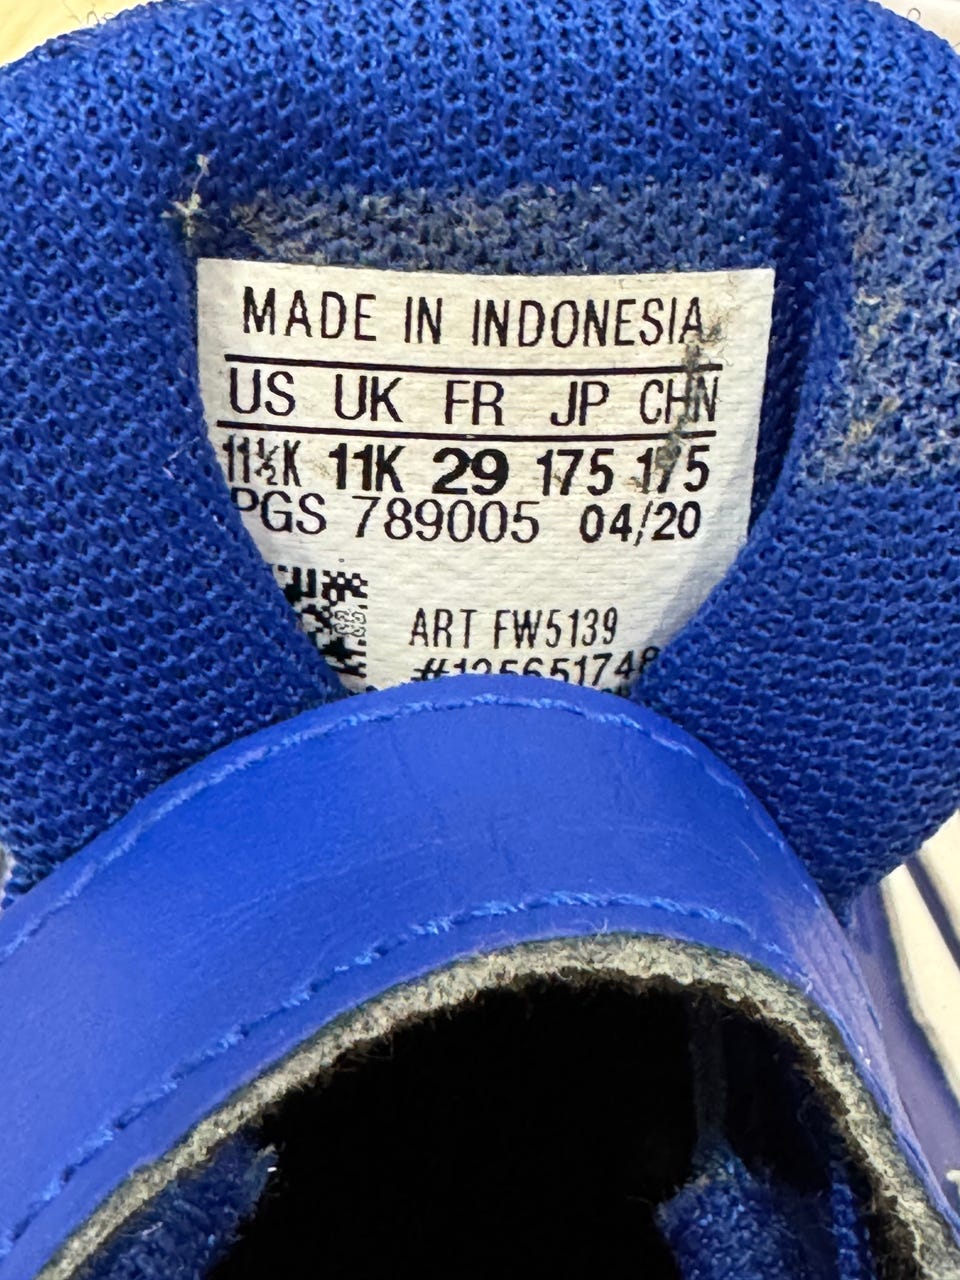 MADE IN INDONESIA
US UK FR JP CHN
11½K 11K 29 175 175
PGS 789005 04/20
ART FW5139